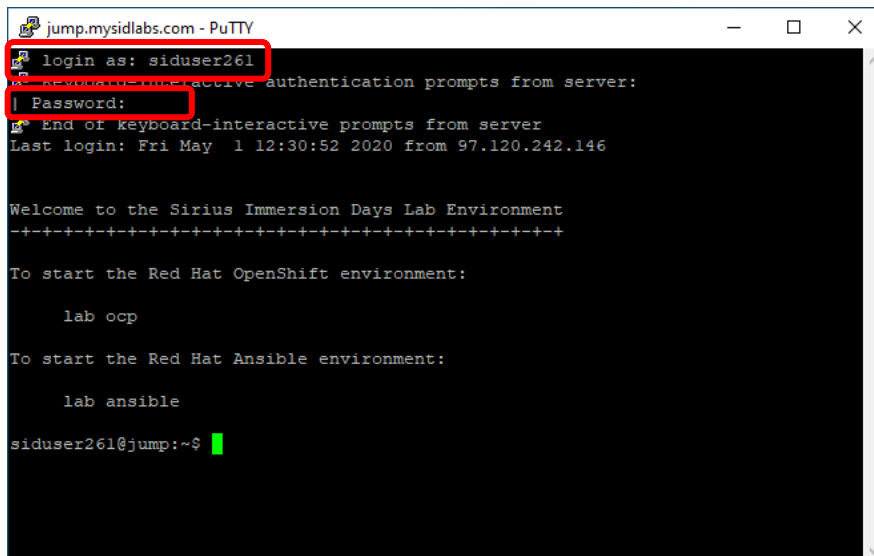 jump.mysidlabs.com - PuTTY
login as: siduser261
Keyboard-interactive authentication prompts from server:
| Password:
End of keyboard-interactive prompts from server
Last login: Fri May  1 12:30:52 2020 from 97.120.242.146
Welcome to the Sirius Immersion Days Lab Environment
-+-+-+-+-+-+-+-+-+-+-+-+-+-+-+-+-+-+-+-+-+-+-+-+-+-+
To start the Red Hat OpenShift environment:
lab ocp
To start the Red Hat Ansible environment:
lab ansible
siduser261@jump:~$